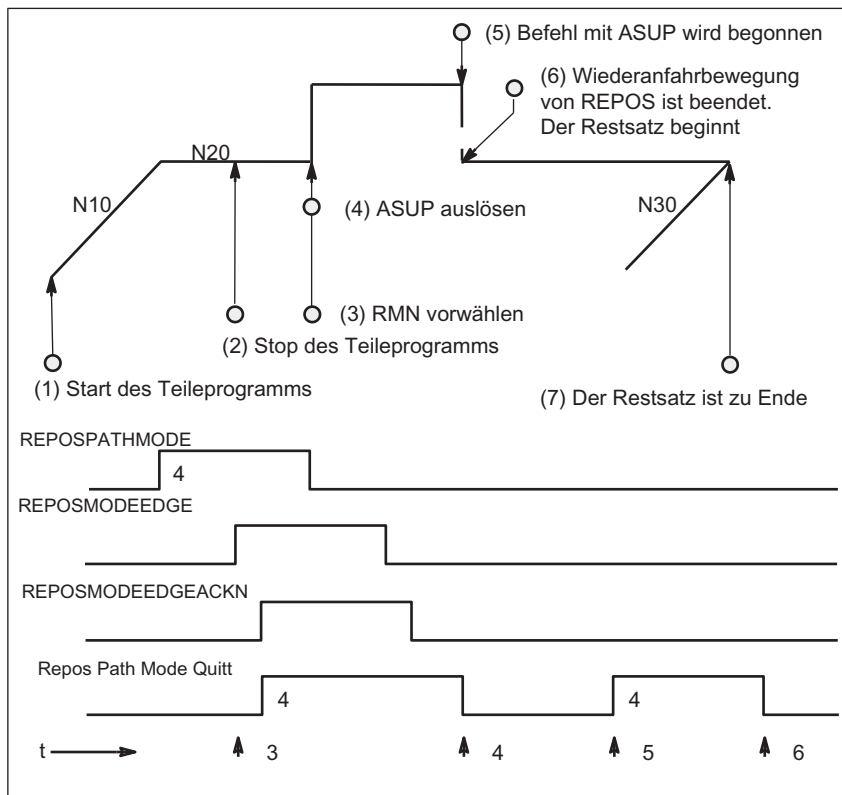 (5) Befehl mit ASUP wird begonnen
(6) Wiederanfahrbewegung
von REPOS ist beendet.
Der Restsatz beginnt
N20
N10
N30
(4) ASUP auslösen
(3) RMN vorwählen
(2) Stop des Teileprogramms
(1) Start des Teileprogramms
(7) Der Restsatz ist zu Ende
REPOSPATHMODE
4
REPOSMODEEDGE
REPOSMODEEDGEACKN
Repos Path Mode Quitt
4
4
t
3
4
5
6